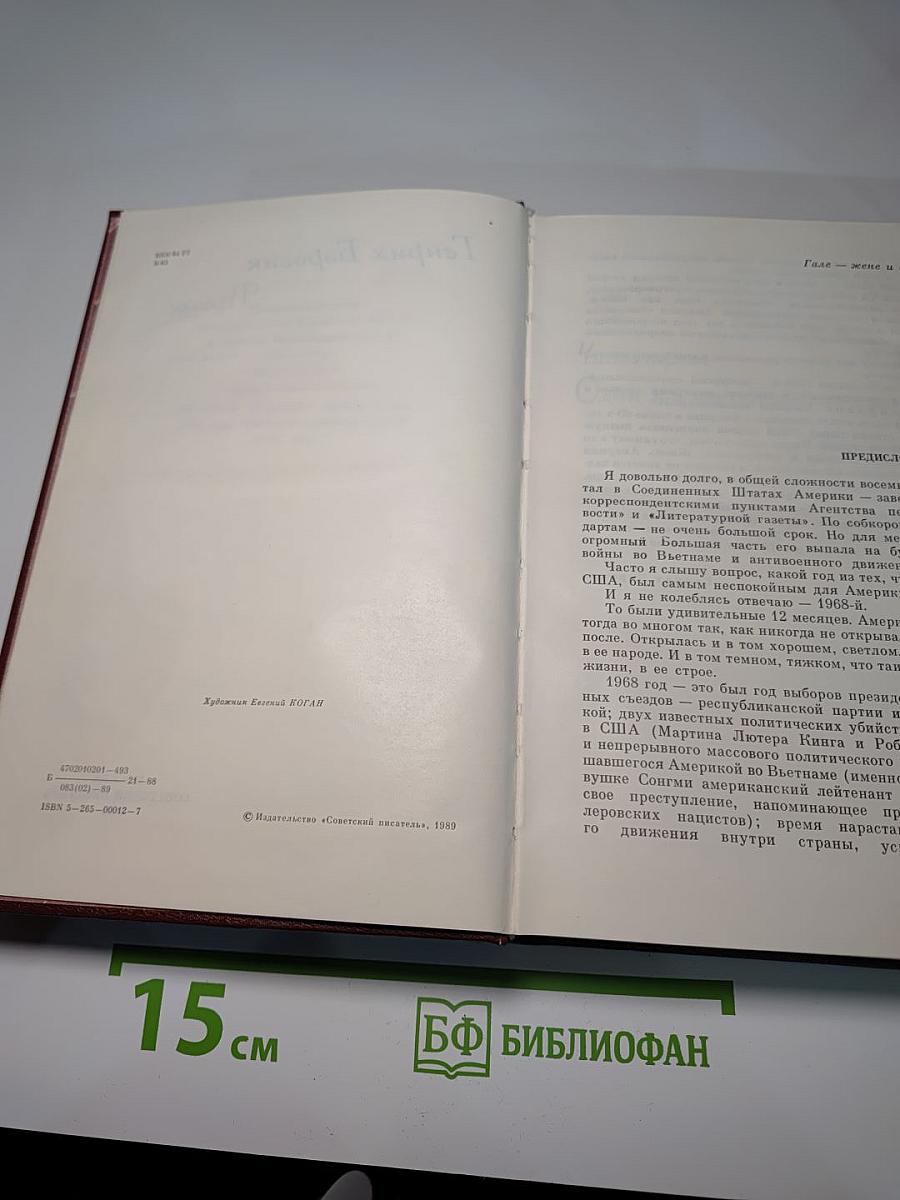 Б 4702010201—493 21—88
083(02)—89
ISBN 5—265—00012—7
Художник Евгений КОГАН
© Издательство «Советский писатель», 1989
Генрих Боровик
Гале — жене и
ПРЕДИСЛО
Я довольно долго, в общей сложности восемь
тал в Соединенных Штатах Америки — заве
корреспондентскими пунктами Агентства пе
вости» и «Литературной газеты». По собкоро
дартам — не очень большой срок. Но для ме
огромный Большая часть его выпала на бу
войны во Вьетнаме и антивоенного движен
Часто я слышу вопрос, какой год из тех, чт
США, был самым неспокойным для Америк
И я не колеблясь отвечаю — 1968-й.
То были удивительные 12 месяцев. Амери
тогда во многом так, как никогда не открыва
после. Открылась и в том хорошем, светлом,
в ее народе. И в том темном, тяжком, что таи
жизни, в ее строе.
1968 год — это был год выборов президе
ных съездов — республиканской партии и
кой; двух известных политических убийст
в США (Мартина Лютера Кинга и Роб
и непрерывного массового политического
шавшегося Америкой во Вьетнаме (именно
вушке Сонгми американский лейтенант
свое преступление, напоминающее пр
леровских нацистов); время нараста
го движения внутри страны, ус
15 см
БФ БИБЛИОФАН